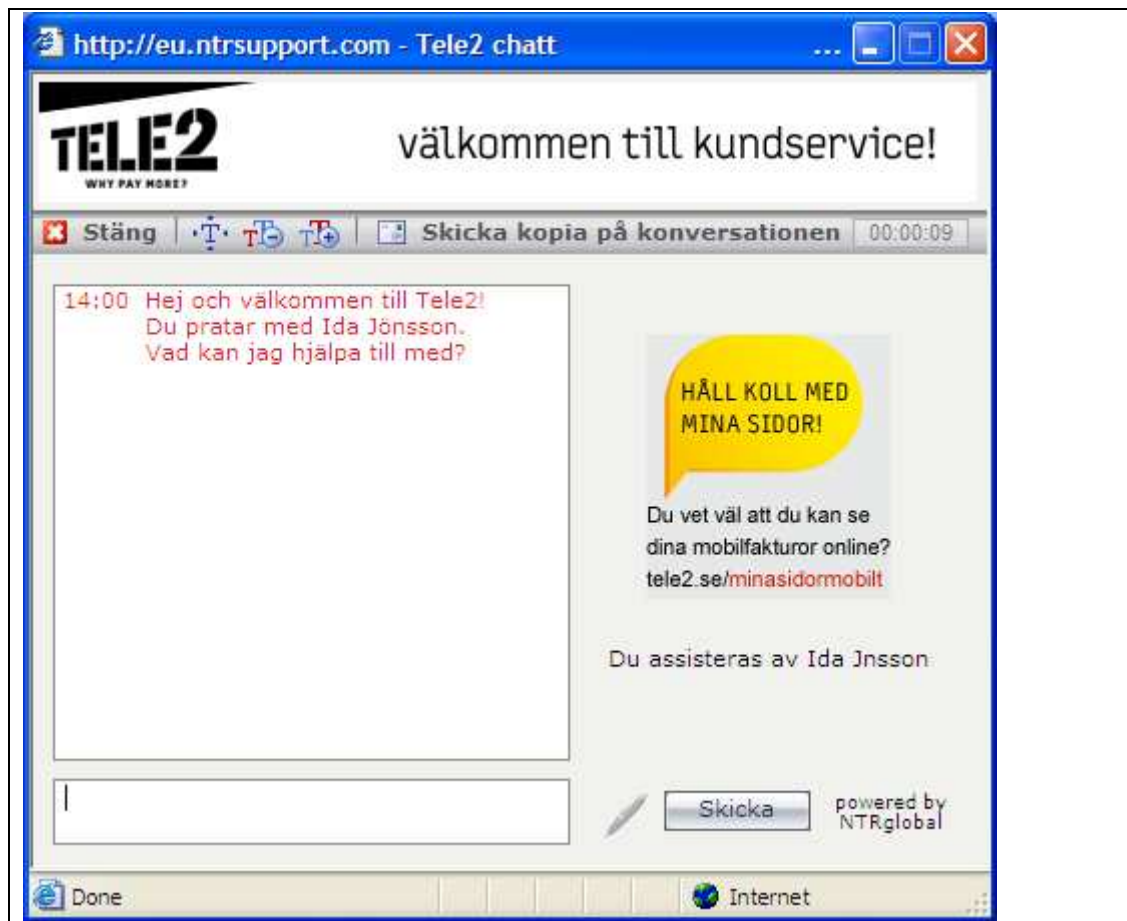 http://eu.ntrsupport.com - Tele2 chatt ...
TELE2
WHY PAY MORE?
välkommen till kundservice!
Stäng
Skicka kopia på konversationen
00:00:09
14:00 Hej och välkommen till Tele2!
Du pratar med Ida Jönsson.
Vad kan jag hjälpa till med?
HÅLL KOLL MED
MINA SIDOR!
Du vet väl att du kan se
dina mobilfakturor online?
tele2.se/minasidormobilt
Du assisteras av Ida Jnsson
Skicka
powered by
NTRglobal
Done
Internet